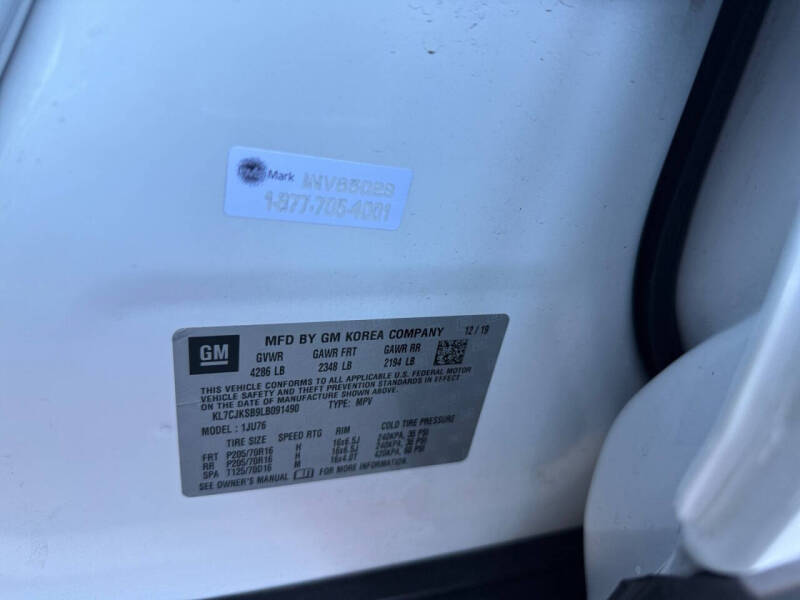 Mark
1-877-705-4001
GM
MFD BY GM KOREA COMPANY 12/19
GVWR GAWR FRT GAWR RR
4286 LB 2348 LB 2194 LB
THIS VEHICLE CONFORMS TO ALL APPLICABLE U.S. FEDERAL MOTOR
VEHICLE SAFETY AND THEFT PREVENTION STANDARDS IN EFFECT
ON THE DATE OF MANUFACTURE SHOWN ABOVE.
KL7CJKSB9LB091490 TYPE: MPV
MODEL: 1JU76
TIRE SIZE SPEED RTG RIM COLD TIRE PRESSURE
FRT P205/70R16 H 16x6.5J 240KPA, 35 PSI
RR P205/70R16 H 16x6.5J 240KPA, 35 PSI
SPA T125/70D16 M 16x4.0T 420KPA, 60 PSI
SEE OWNER'S MANUAL FOR MORE INFORMATION.